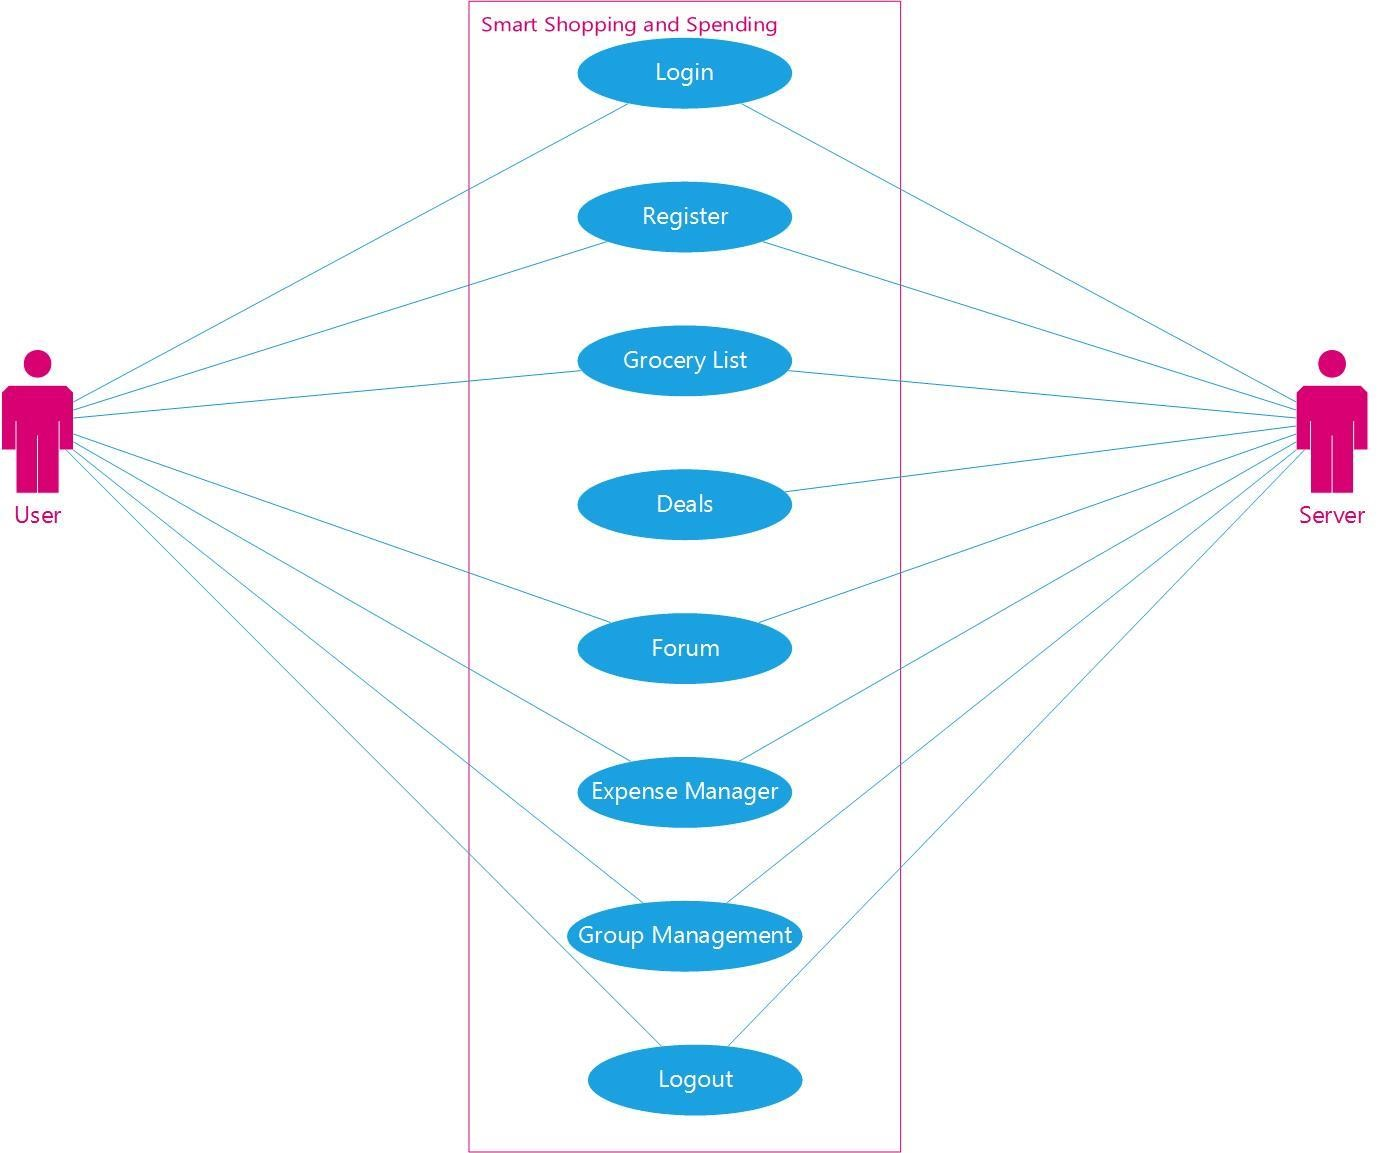 Smart Shopping and Spending
Login
Register
Grocery List
Deals
User
Server
Forum
Expense Manager
Group Management
Logout